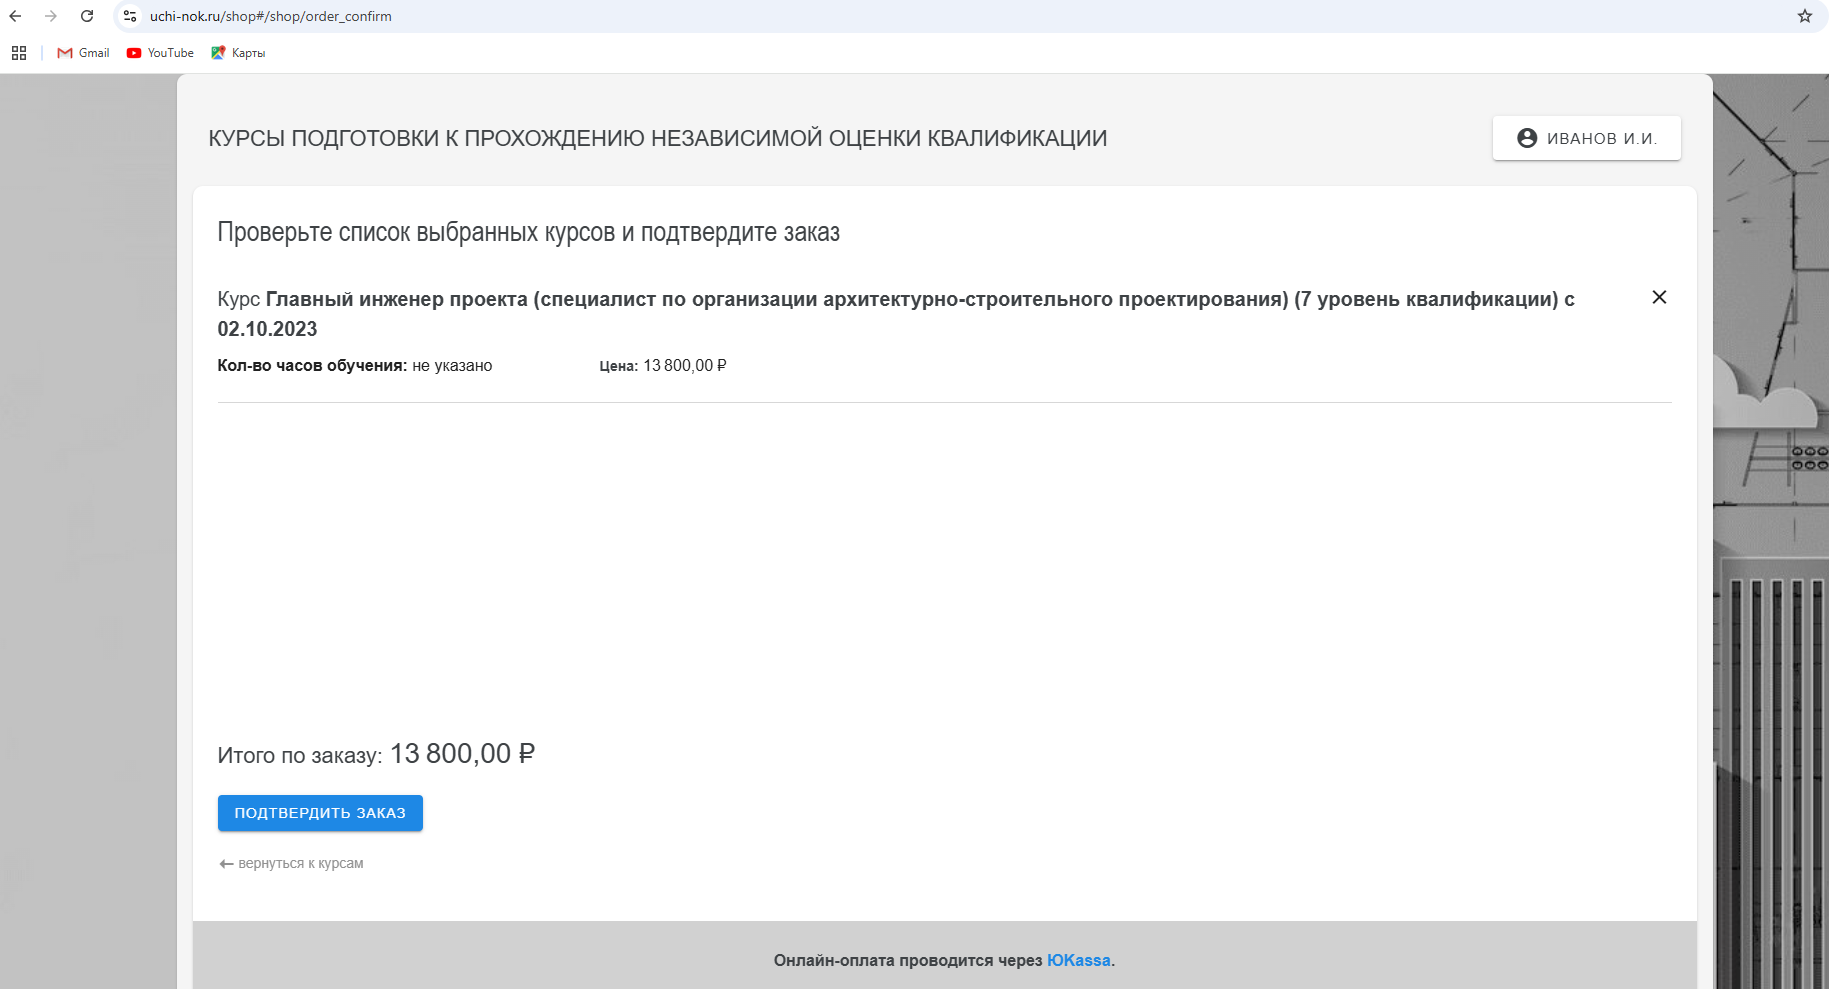 uchi-nok.ru/shop#/shop/order_confirm
Gmail YouTube Карты
КУРСЫ ПОДГОТОВКИ К ПРОХОЖДЕНИЮ НЕЗАВИСИМОЙ ОЦЕНКИ КВАЛИФИКАЦИИ
ИВАНОВ И.И.
Проверьте список выбранных курсов и подтвердите заказ
Курс Главный инженер проекта (специалист по организации архитектурно-строительного проектирования) (7 уровень квалификации) с
02.10.2023
Кол-во часов обучения: не указано Цена: 13 800,00 ₽
Итого по заказу: 13 800,00 ₽
ПОДТВЕРДИТЬ ЗАКАЗ
← вернуться к курсам
Онлайн-оплата проводится через ЮKassa.